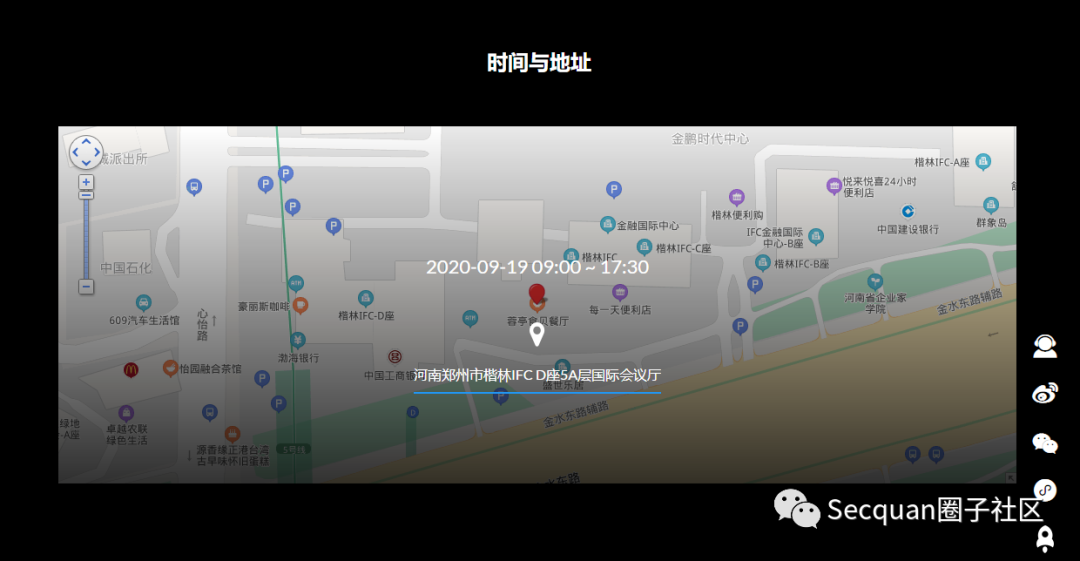 时间与地址
金鹏时代中心
派出所
楷林IFC-A座
悦来悦喜24小时
便利店
楷林便利购
群象岛
金融国际中心
IFC金融国际
中心-B座
中国建设银行
楷林IFC-C座
楷林IFC
楷林IFC-B座
2020-09-19 09:00 ~ 17:30
中国石化
豪丽斯咖啡
楷林IFC-D座
每一天便利店
河南省企业家
学院
金水东路辅路
609汽车生活馆
心怡路
渤海银行
怡园融合茶馆
中国工商银
河南郑州市楷林IFC D座5A层国际会议厅
盛世乐居
绿地
-A座
卓越农联
绿色生活
金水东路辅路
源香缘正港台湾
古早味怀旧蛋糕
5号线
金水东路
Secquan圈子社区